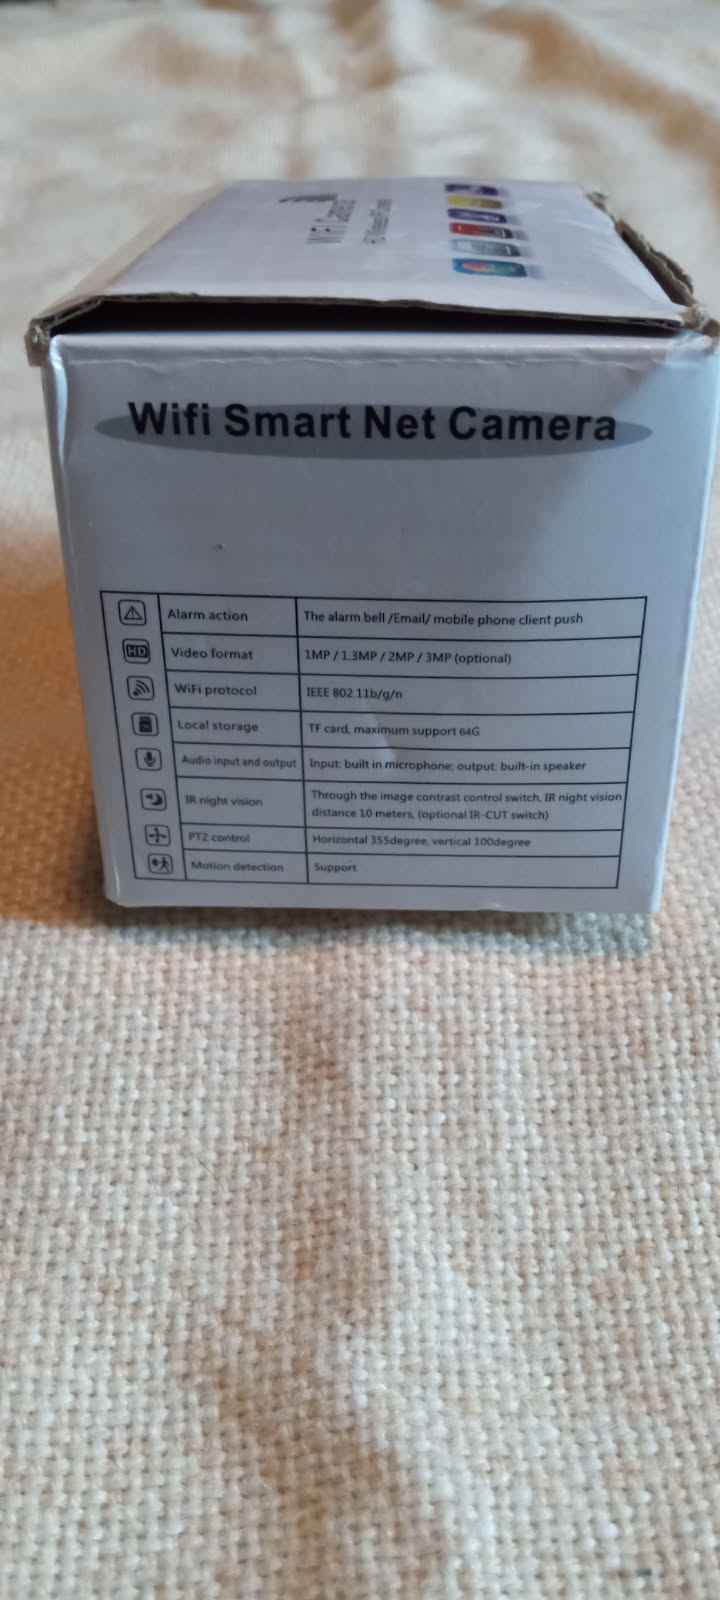 WiFi Camera
Wifi Smart Net Camera
HD
Alarm action The alarm bell /Email/ mobile phone client push
Video format 1MP / 1.3MP / 2MP / 3MP (optional)
WiFi protocol IEEE 802.11b/g/n
Local storage TF card, maximum support 64G
Audio input and output Input: built in microphone; output: built-in speaker
IR night vision Through the image contrast control switch, IR night vision
distance 10 meters, (optional IR-CUT switch)
PTZ control Horizontal 355degree, vertical 100degree
Motion detection Support